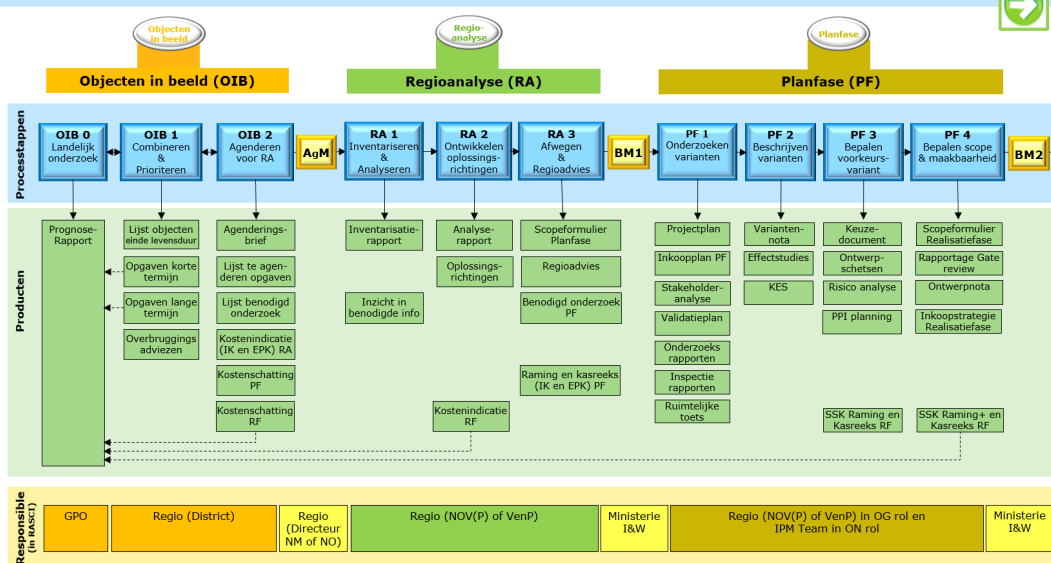 Objecten
in beeld
Regio-
analyse
Planfase
Objecten in beeld (OIB)
Regioanalyse (RA)
Planfase (PF)
Processtappen
OIB 0
Landelijk
onderzoek
OIB 1
Combineren
&
Prioriteren
OIB 2
Agenderen
voor RA
AgM
RA 1
Inventariseren
&
Analyseren
RA 2
Ontwikkelen
oplossings-
richtingen
RA 3
Afwegen
&
Regioadvies
BM1
PF 1
Onderzoeken
varianten
PF 2
Beschrijven
varianten
PF 3
Bepalen
voorkeurs-
variant
PF 4
Bepalen scope
& maakbaarheid
BM2
Producten
Prognose-
Rapport
Lijst objecten
einde levensduur
Opgaven korte
termijn
Opgaven lange
termijn
Overbruggings
adviezen
Agenderings-
brief
Lijst te agen-
deren opgaven
Lijst benodigd
onderzoek
Kostenindicatie
(IK en EPK) RA
Kostenschatting
PF
Kostenschatting
RF
Inventarisatie-
rapport
Inzicht in
benodigde info
Analyse-
rapport
Oplossings-
richtingen
Kostenindicatie
RF
Scopeformulier
Planfase
Regioadvies
Benodigd onderzoek
PF
Raming en kasreeks
(IK en EPK) PF
Projectplan
Inkoopplan PF
Stakeholder-
analyse
Validatieplan
Onderzoeks
rapporten
Inspectie
rapporten
Ruimtelijke
toets
Varianten-
nota
Effectstudies
KES
Keuze-
document
Ontwerp-
schetsen
Risico analyse
PPI planning
SSK Raming en
Kasreeks RF
Scopeformulier
Realisatiefase
Rapportage Gate
review
Ontwerpnota
Inkoopstrategie
Realisatiefase
SSK Raming+ en
Kasreeks RF
Responsible
(in RASCI)
GPO
Regio (District)
Regio
(Directeur
NM of NO)
Regio (NOV(P) of VenP)
Ministerie
I&W
Regio (NOV(P) of VenP) in OG rol en
IPM Team in ON rol
Ministerie
I&W